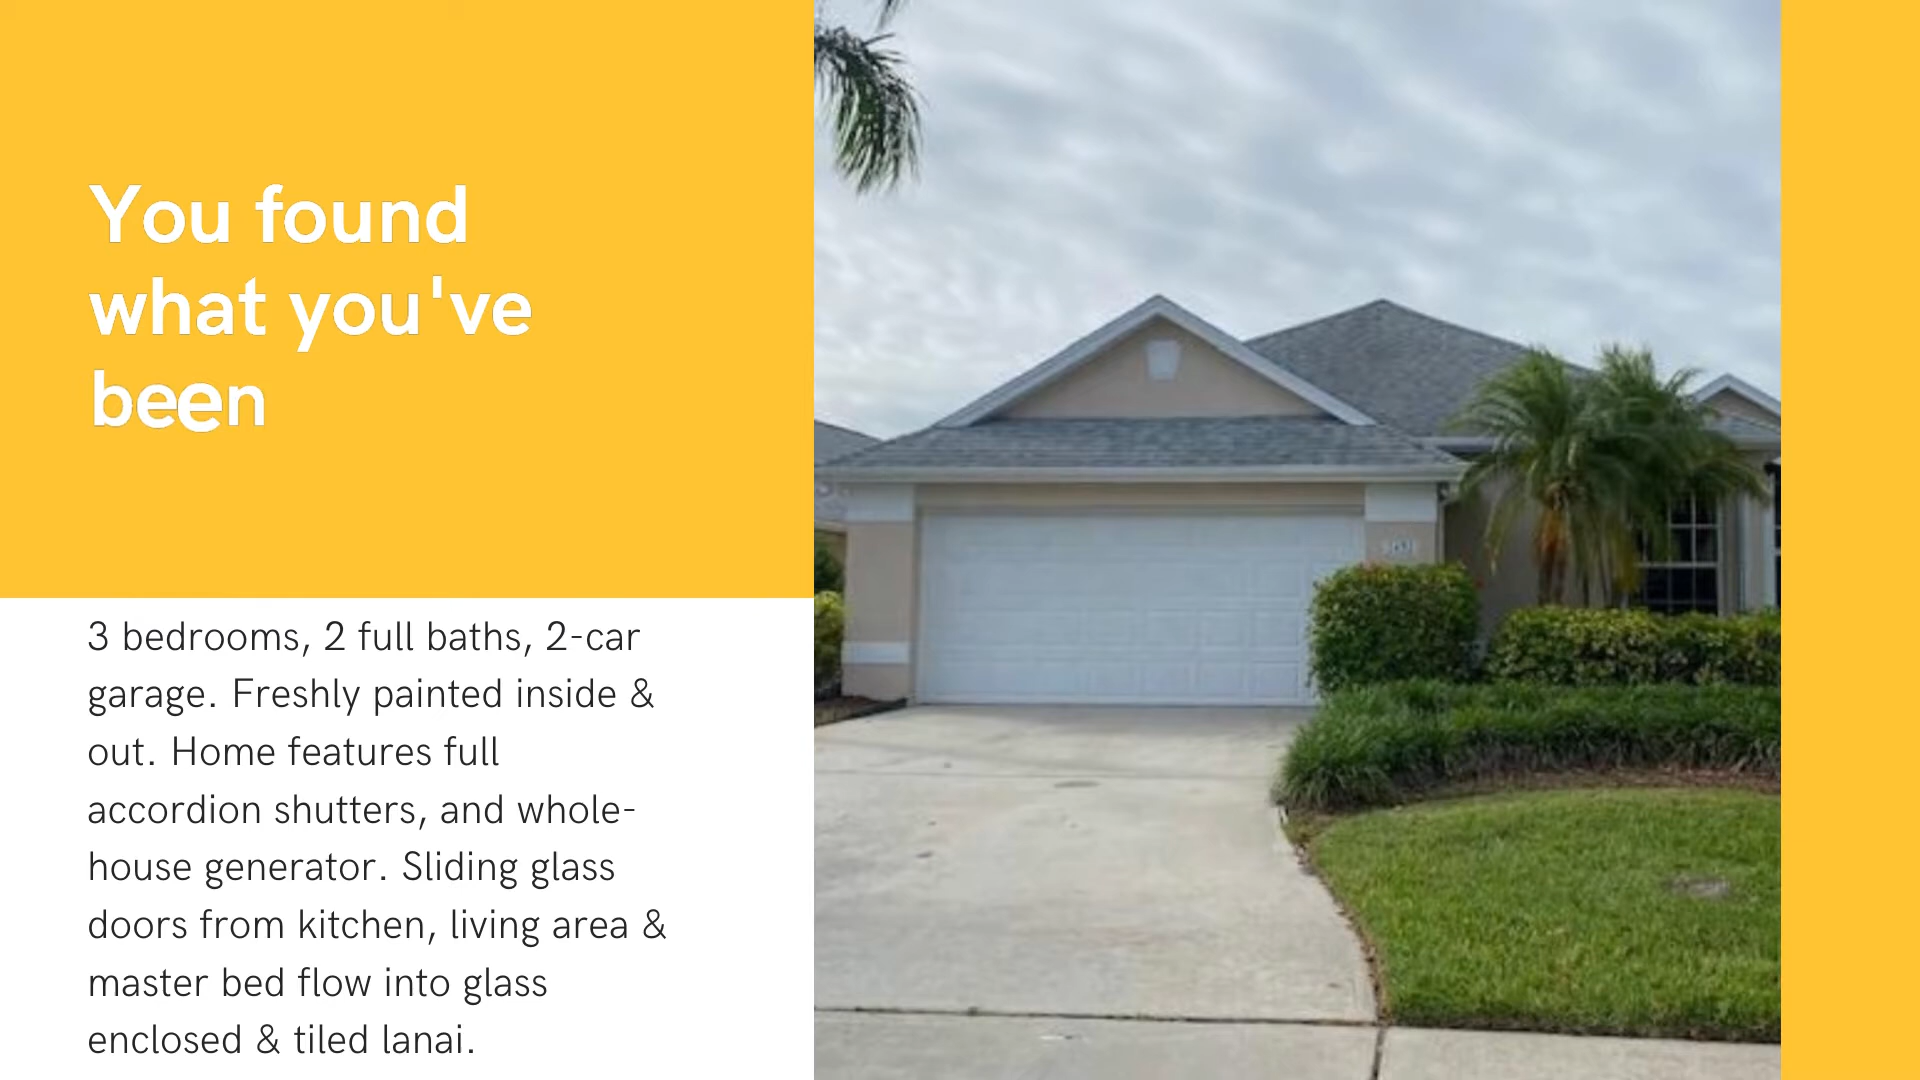 You found
what you've
been
3 bedrooms, 2 full baths, 2-car
garage. Freshly painted inside &
out. Home features full
accordion shutters, and whole-
house generator. Sliding glass
doors from kitchen, living area &
master bed flow into glass
enclosed & tiled lanai.